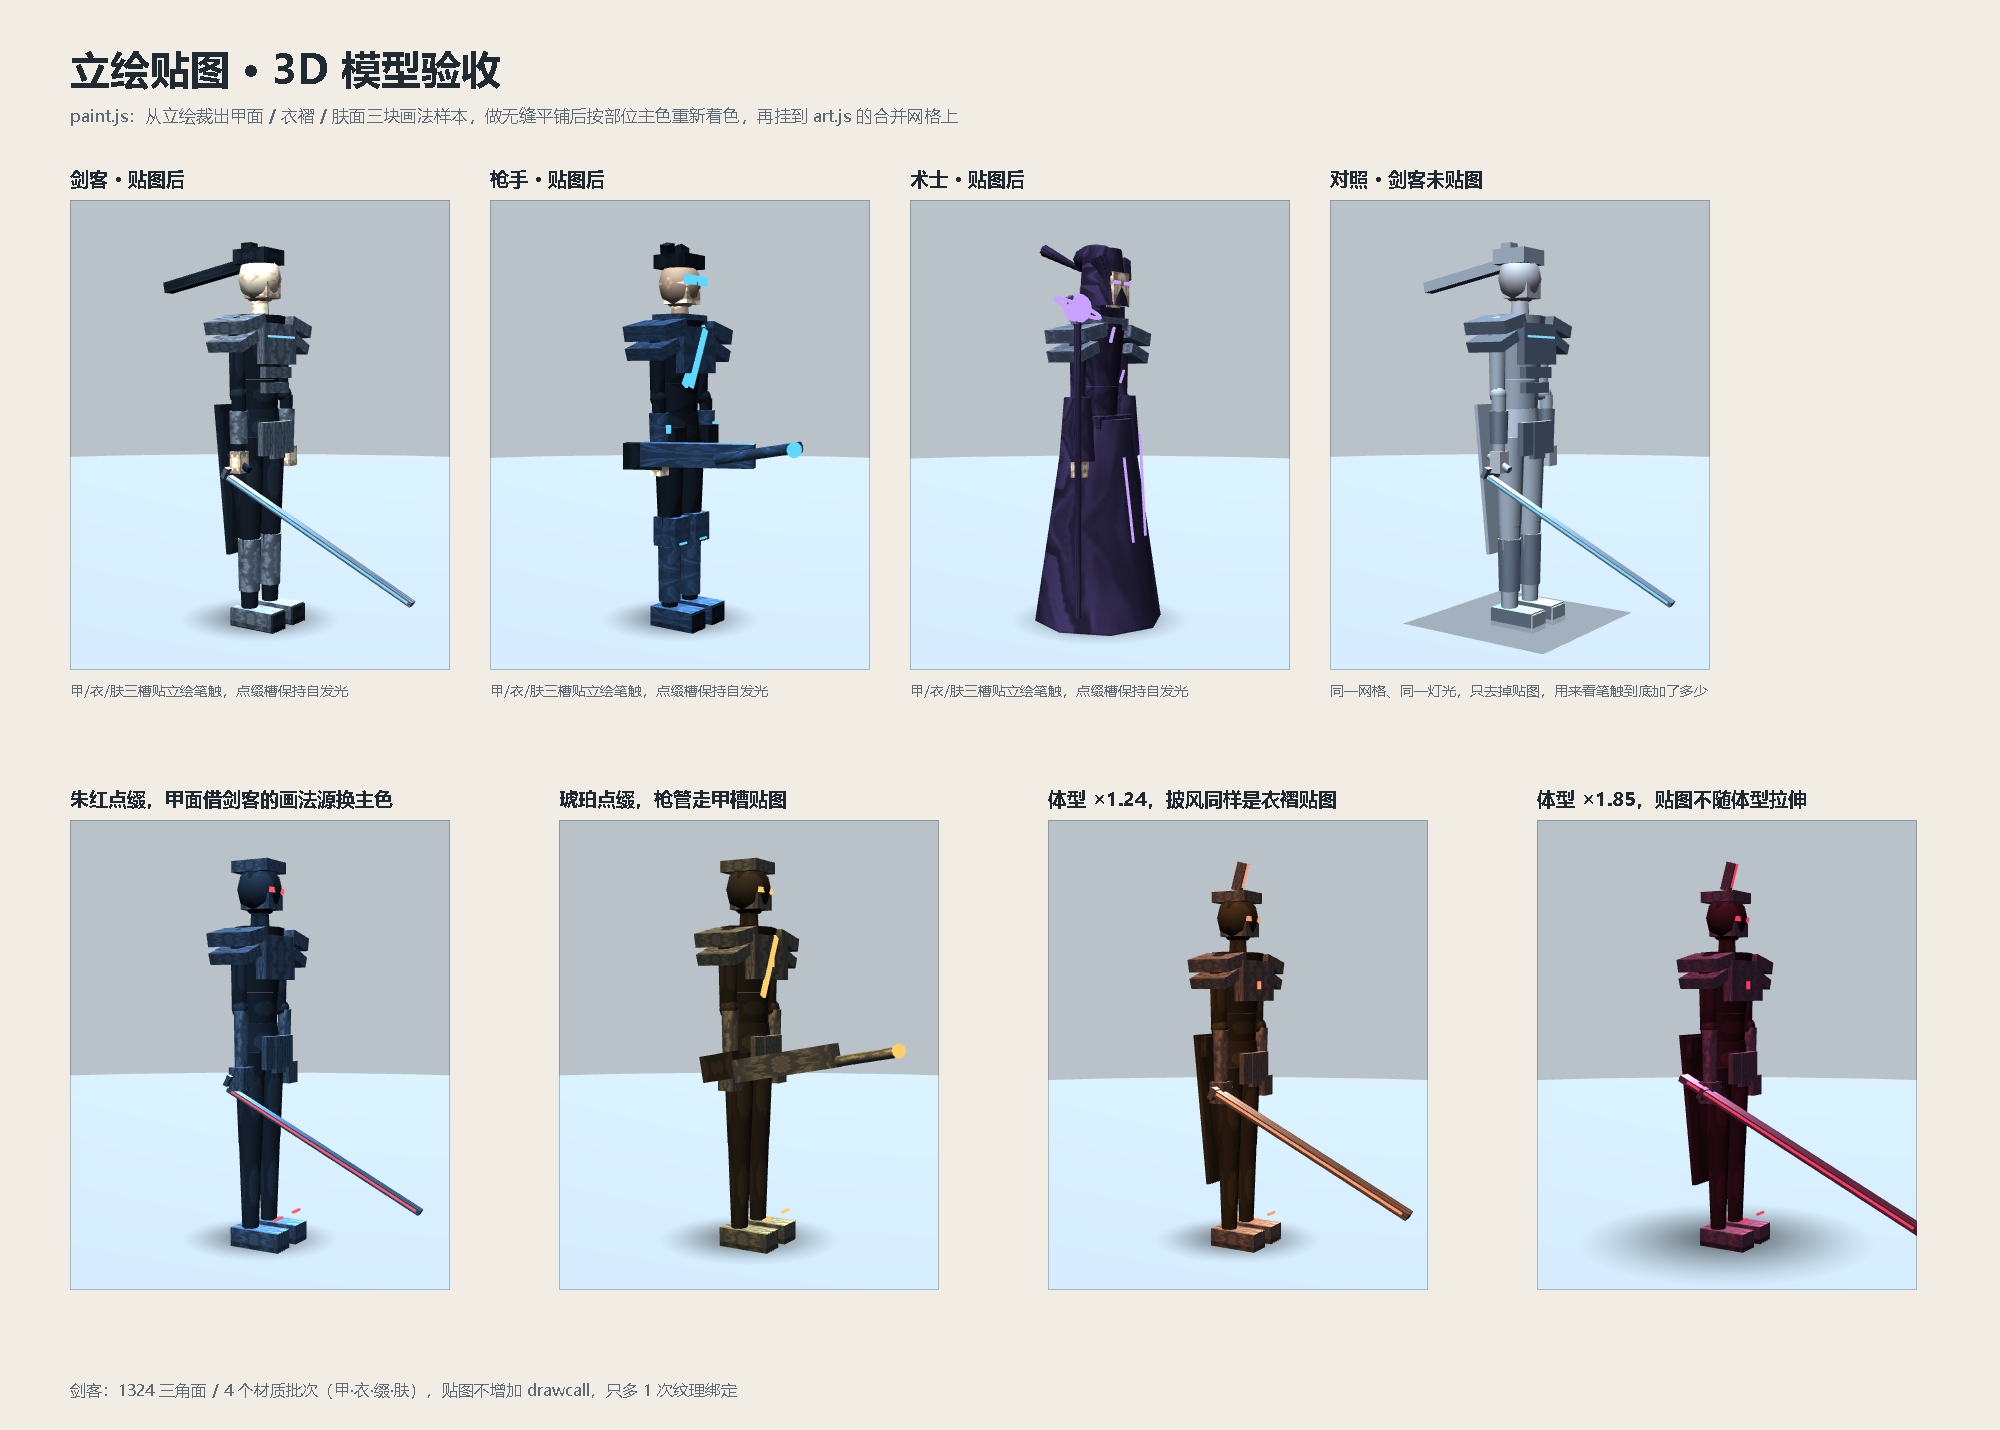 立绘贴图 • 3D 模型验收
paint.js：从立绘裁出甲面 / 衣褶 / 肤面三块画法样本，做无缝平铺后按部位主色重新着色，再挂到 art.js 的合并网格上
剑客 • 贴图后
枪手 • 贴图后
术士 • 贴图后
对照 • 剑客未贴图
甲/衣/肤三槽贴立绘笔触，点缀槽保持自发光
甲/衣/肤三槽贴立绘笔触，点缀槽保持自发光
甲/衣/肤三槽贴立绘笔触，点缀槽保持自发光
同一网格、同一灯光，只去掉贴图，用来看笔触到底加了多少
朱红点缀，甲面借剑客的画法源换主色
琥珀点缀，枪管走甲槽贴图
体型 ×1.24，披风同样是衣褶贴图
体型 ×1.85，贴图不随体型拉伸
剑客：1324 三角面 / 4 个材质批次（甲·衣·缀·肤），贴图不增加 drawcall，只多 1 次纹理绑定